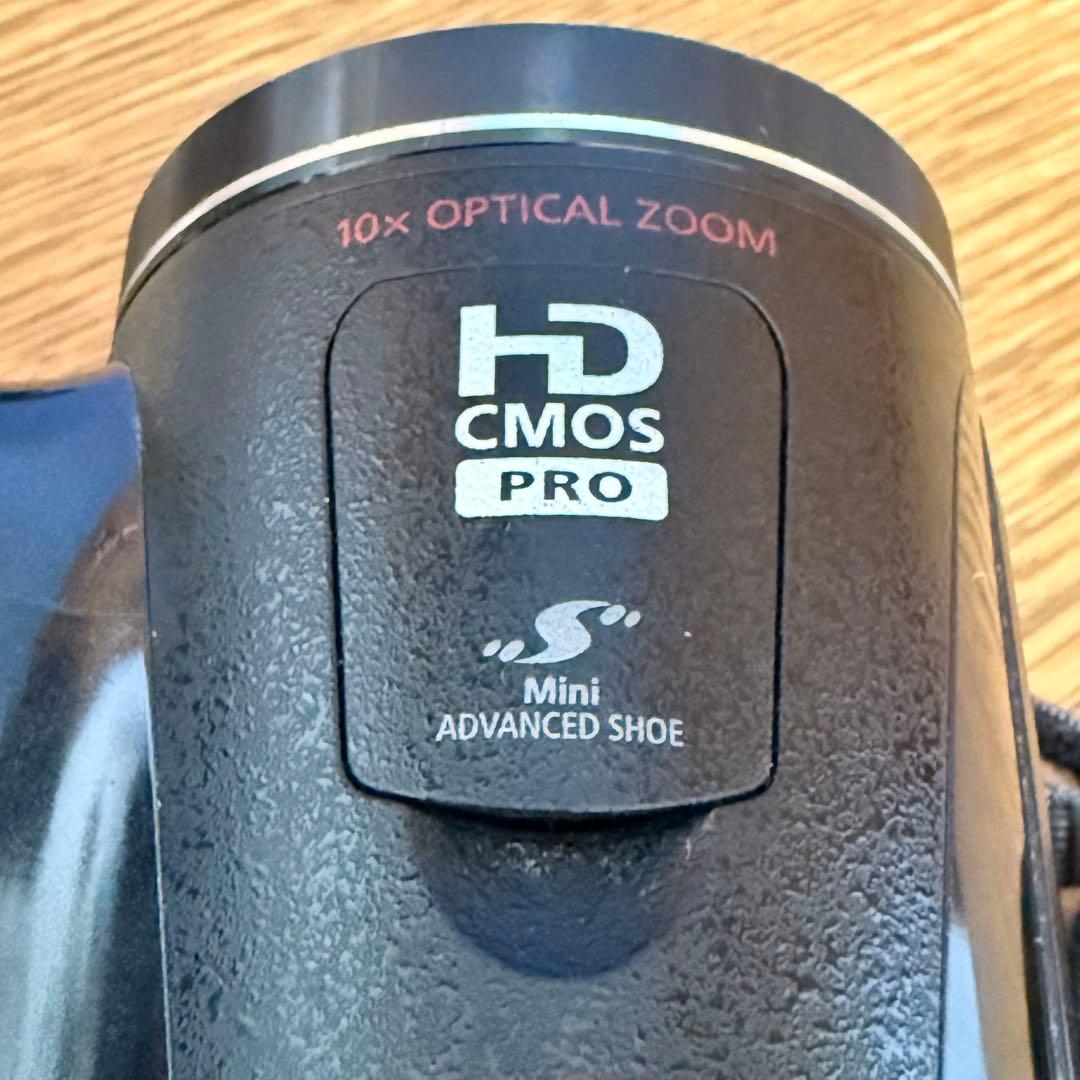 10x OPTICAL ZOOM
HD
CMOS
PRO
S
Mini
ADVANCED SHOE